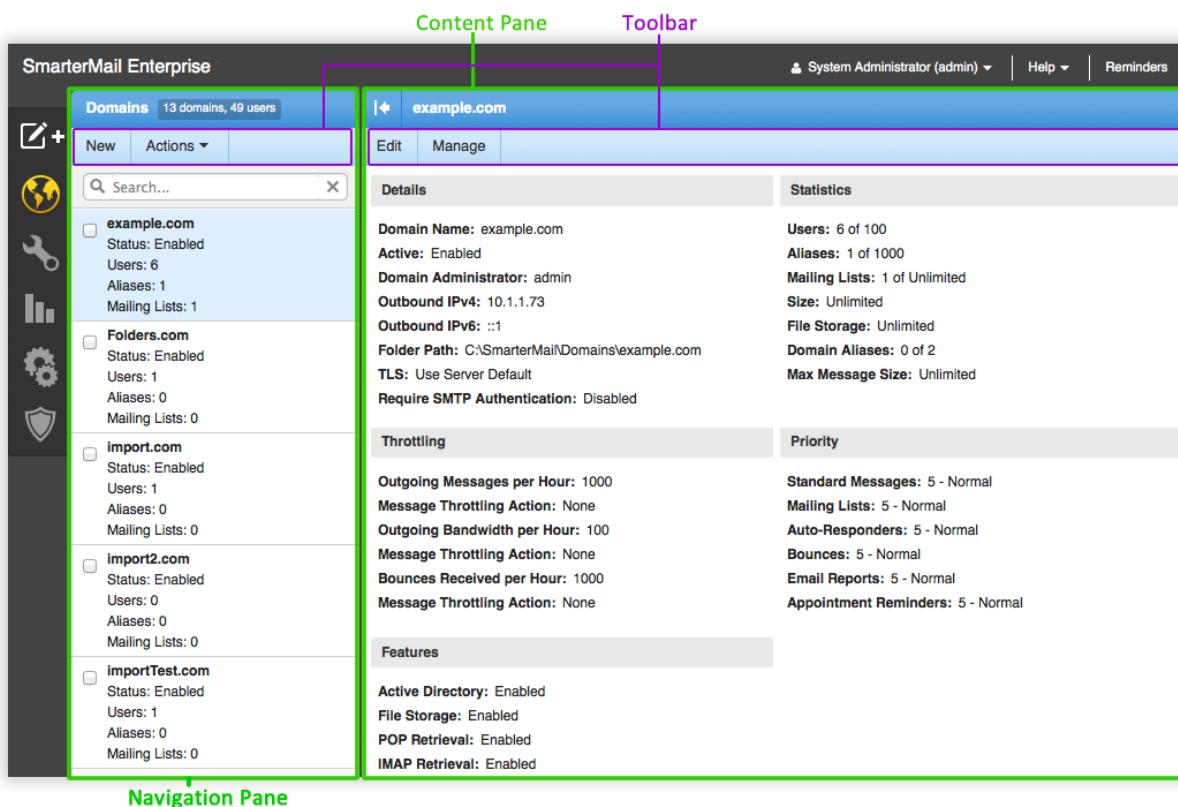 Content Pane
Toolbar
SmarterMail Enterprise
System Administrator (admin)
Help
Reminders
Domains 13 domains, 49 users
New Actions
Search...
example.com
Status: Enabled
Users: 6
Aliases: 1
Mailing Lists: 1
Folders.com
Status: Enabled
Users: 1
Aliases: 0
Mailing Lists: 0
import.com
Status: Enabled
Users: 1
Aliases: 0
Mailing Lists: 0
import2.com
Status: Enabled
Users: 0
Aliases: 0
Mailing Lists: 0
importTest.com
Status: Enabled
Users: 1
Aliases: 0
Mailing Lists: 0
Navigation Pane
example.com
Edit Manage
Details
Domain Name: example.com
Active: Enabled
Domain Administrator: admin
Outbound IPv4: 10.1.1.73
Outbound IPv6: ::1
Folder Path: C:\SmarterMail\Domains\example.com
TLS: Use Server Default
Require SMTP Authentication: Disabled
Statistics
Users: 6 of 100
Aliases: 1 of 1000
Mailing Lists: 1 of Unlimited
Size: Unlimited
File Storage: Unlimited
Domain Aliases: 0 of 2
Max Message Size: Unlimited
Throttling
Outgoing Messages per Hour: 1000
Message Throttling Action: None
Outgoing Bandwidth per Hour: 100
Message Throttling Action: None
Bounces Received per Hour: 1000
Message Throttling Action: None
Priority
Standard Messages: 5 - Normal
Mailing Lists: 5 - Normal
Auto-Responders: 5 - Normal
Bounces: 5 - Normal
Email Reports: 5 - Normal
Appointment Reminders: 5 - Normal
Features
Active Directory: Enabled
File Storage: Enabled
POP Retrieval: Enabled
IMAP Retrieval: Enabled